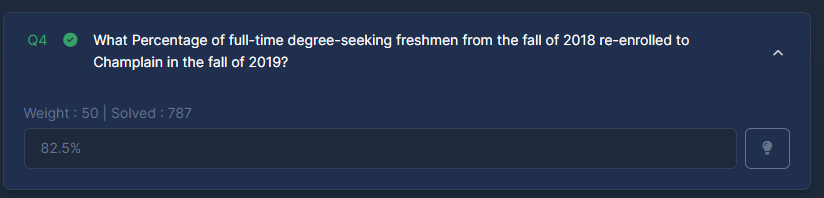 Q4 What Percentage of full-time degree-seeking freshmen from the fall of 2018 re-enrolled to
Champlain in the fall of 2019?
Weight : 50 | Solved : 787
82.5%